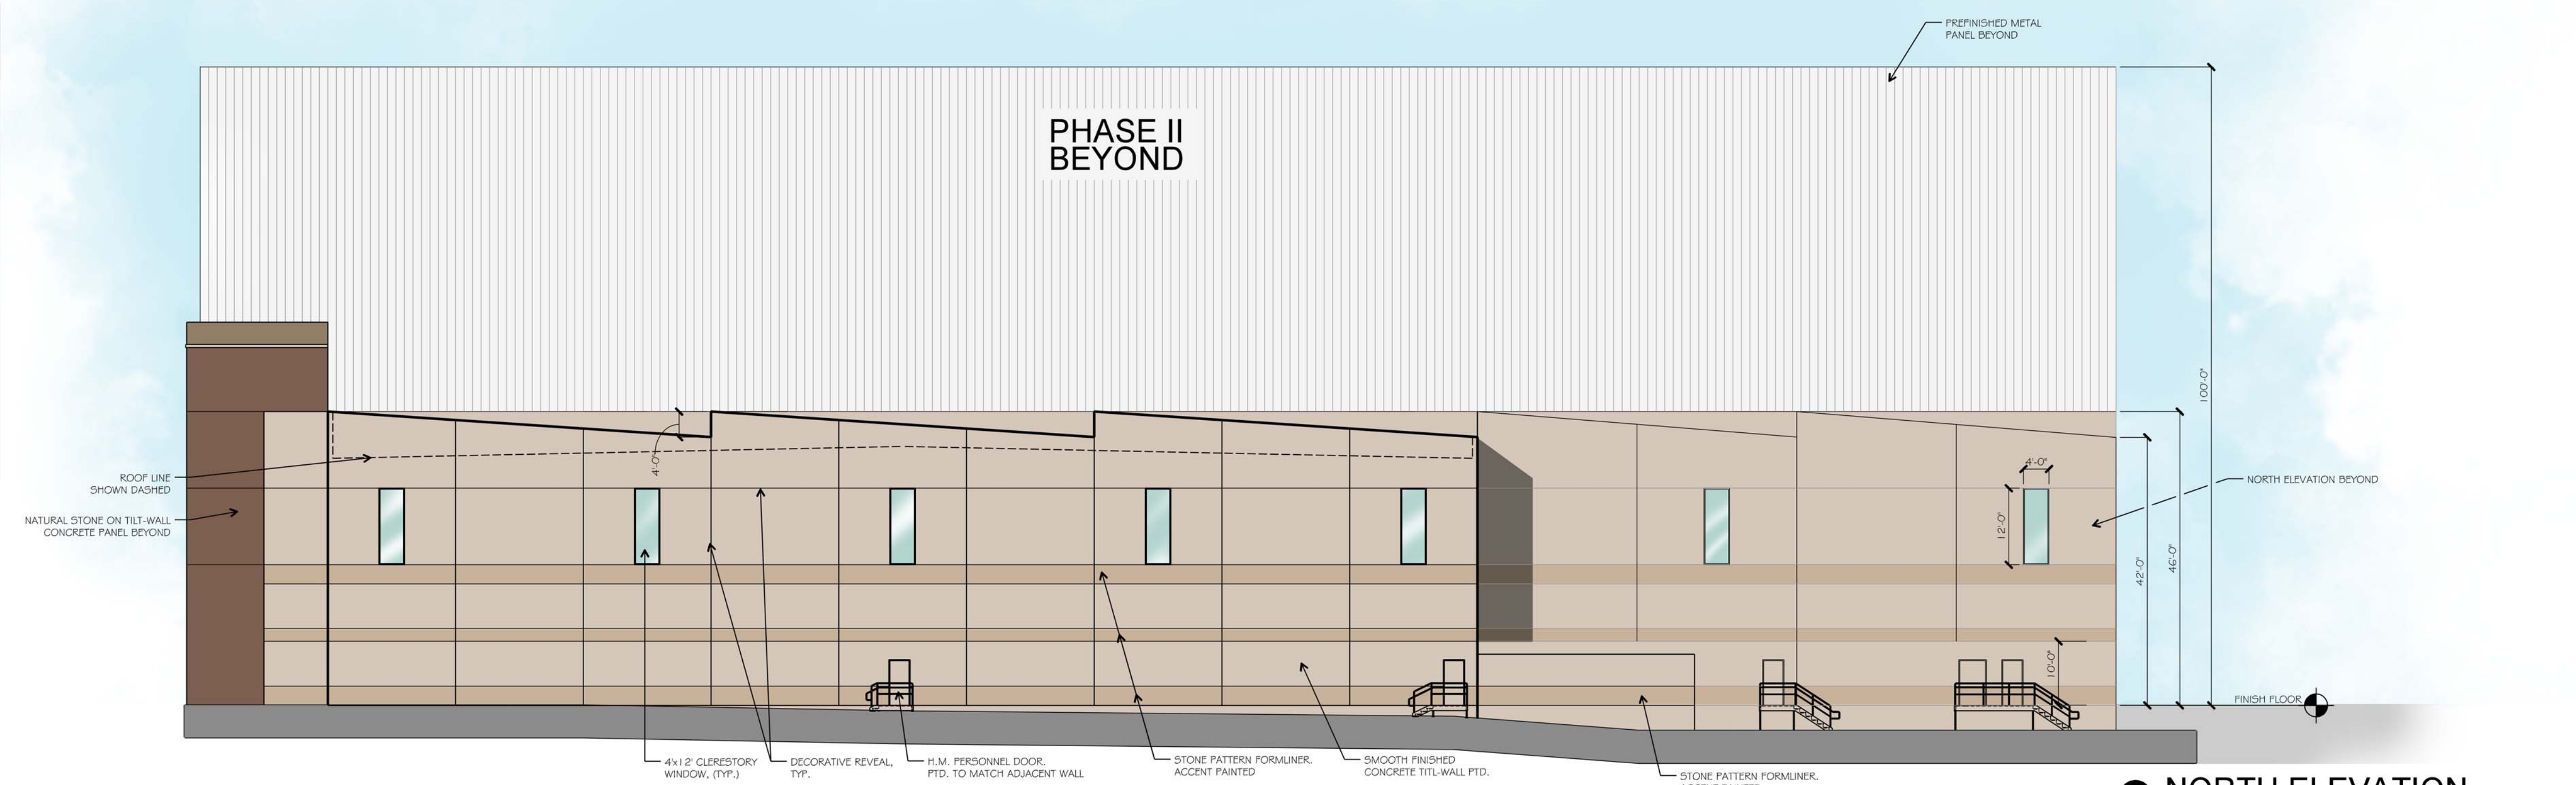 PREFINISHED METAL
PANEL BEYOND
PHASE II
BEYOND
100'-0"
ROOF LINE
SHOWN DASHED
4'-0"
4'-0"
NORTH ELEVATION BEYOND
NATURAL STONE ON TILT-WALL
CONCRETE PANEL BEYOND
12'-0"
42'-0"
46'-0"
10'-0"
FINISH FLOOR
4'x12' CLERESTORY
WINDOW, (TYP.)
DECORATIVE REVEAL,
TYP.
H.M. PERSONNEL DOOR.
PTD. TO MATCH ADJACENT WALL
STONE PATTERN FORMLINER.
ACCENT PAINTED
SMOOTH FINISHED
CONCRETE TITL-WALL PTD.
STONE PATTERN FORMLINER.
NORTH ELEVATION